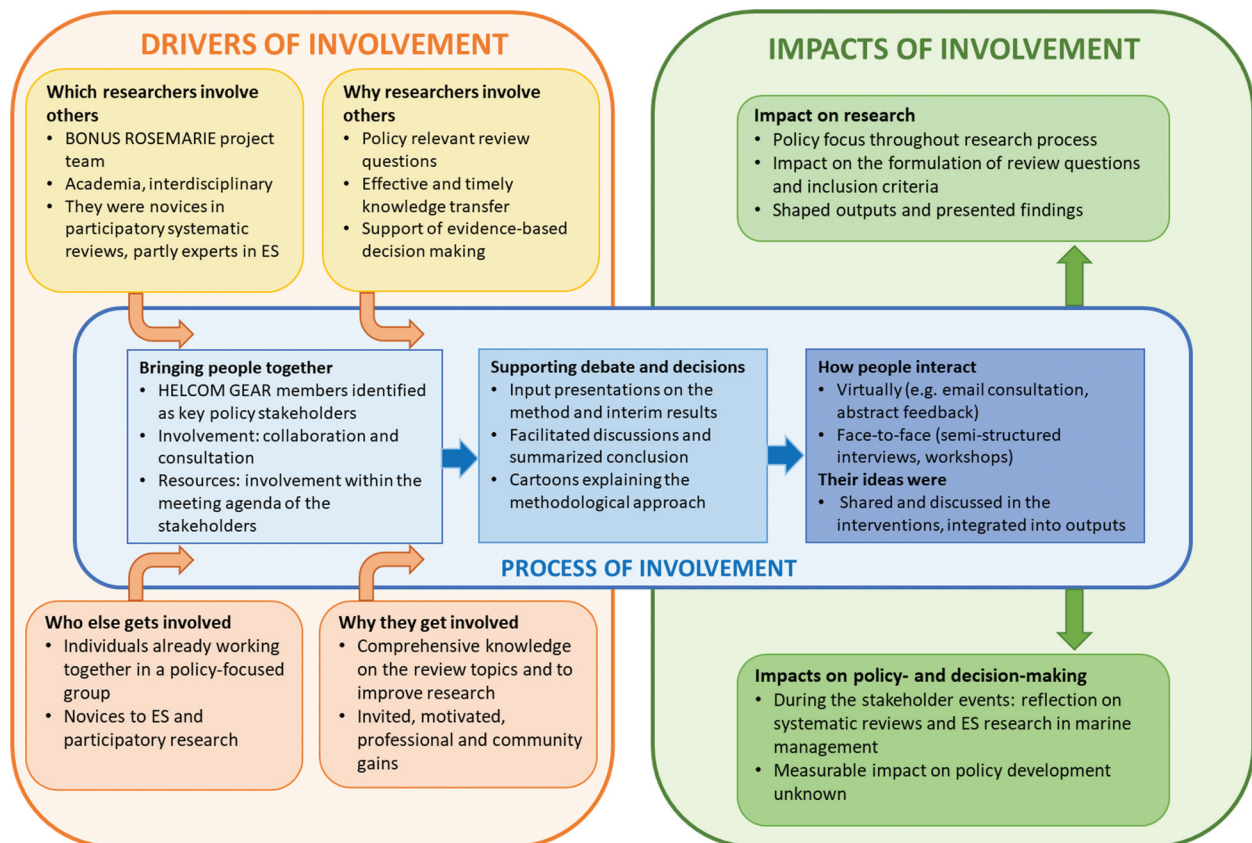 DRIVERS OF INVOLVEMENT
Which researchers involve
others
• BONUS ROSEMARIE project
team
• Academia, interdisciplinary
• They were novices in
participatory systematic
reviews, partly experts in ES
Why researchers involve
others
• Policy relevant review
questions
• Effective and timely
knowledge transfer
• Support of evidence-based
decision making
IMPACTS OF INVOLVEMENT
Impact on research
• Policy focus throughout research process
• Impact on the formulation of review questions
and inclusion criteria
• Shaped outputs and presented findings
Bringing people together
• HELCOM GEAR members identified
as key policy stakeholders
• Involvement: collaboration and
consultation
• Resources: involvement within the
meeting agenda of the
stakeholders
Supporting debate and decisions
• Input presentations on the
method and interim results
• Facilitated discussions and
summarized conclusion
• Cartoons explaining the
methodological approach
How people interact
• Virtually (e.g. email consultation,
abstract feedback)
• Face-to-face (semi-structured
interviews, workshops)
Their ideas were
• Shared and discussed in the
interventions, integrated into outputs
PROCESS OF INVOLVEMENT
Who else gets involved
• Individuals already working
together in a policy-focused
group
• Novices to ES and
participatory research
Why they get involved
• Comprehensive knowledge
on the review topics and to
improve research
• Invited, motivated,
professional and community
gains
Impacts on policy- and decision-making
• During the stakeholder events: reflection on
systematic reviews and ES research in marine
management
• Measurable impact on policy development
unknown